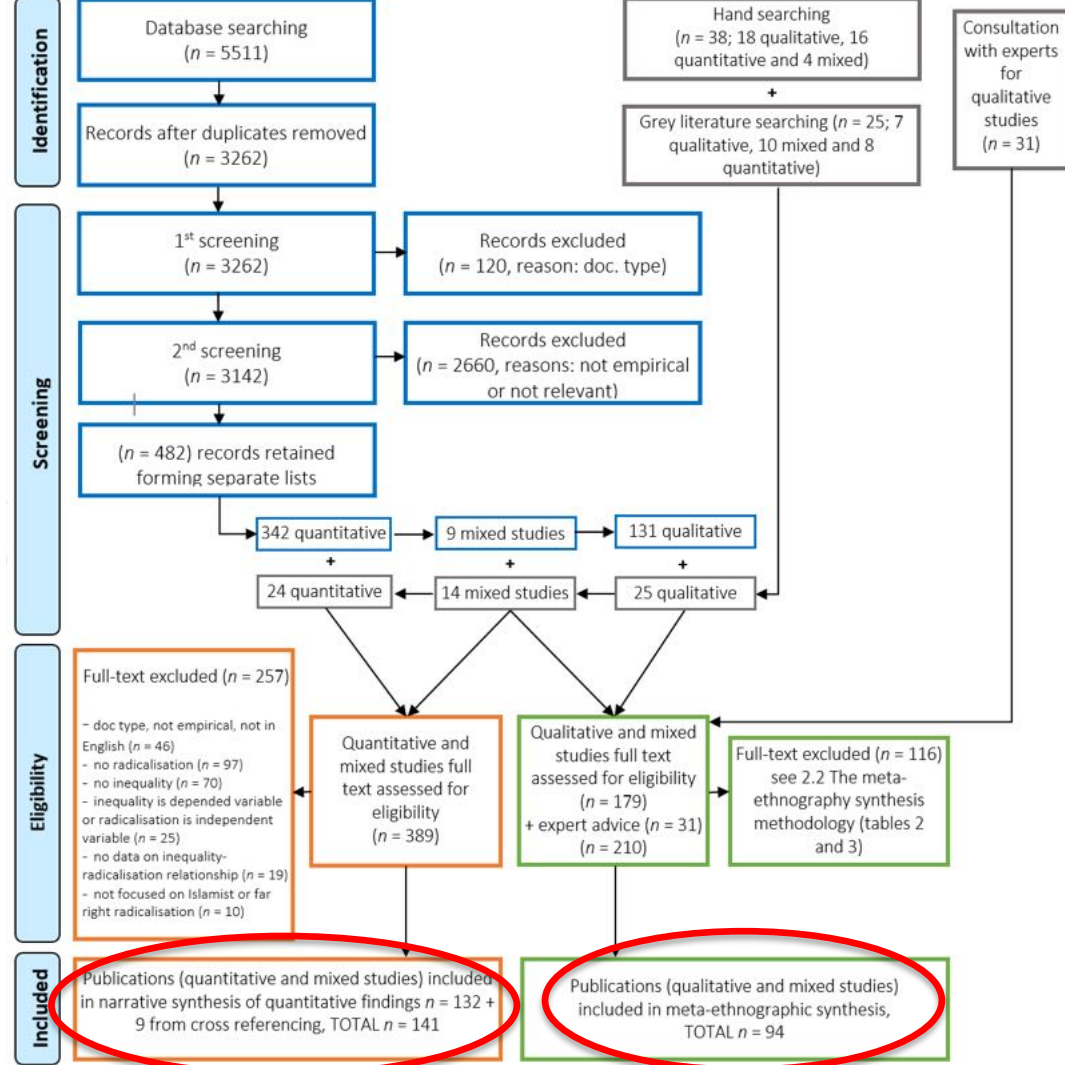 Identification
Database searching
(n = 5511)
Hand searching
(n = 38; 18 qualitative, 16
quantitative and 4 mixed)
+
Grey literature searching (n = 25; 7
qualitative, 10 mixed and 8
quantitative)
Consultation
with experts
for
qualitative
studies
(n = 31)
Records after duplicates removed
(n = 3262)
Screening
1st screening
(n = 3262)
Records excluded
(n = 120, reason: doc. type)
2nd screening
(n = 3142)
Records excluded
(n = 2660, reasons: not empirical
or not relevant)
(n = 482) records retained
forming separate lists
342 quantitative
9 mixed studies
131 qualitative
+
+
+
24 quantitative
14 mixed studies
25 qualitative
Eligibility
Full-text excluded (n = 257)
– doc type, not empirical, not in
English (n = 46)
- no radicalisation (n = 97)
- no inequality (n = 70)
- inequality is depended variable
or radicalisation is independent
variable (n = 25)
- no data on inequality-
radicalisation relationship (n = 19)
- not focused on Islamist or far
right radicalisation (n = 10)
Quantitative and
mixed studies full
text assessed for
eligibility
(n = 389)
Qualitative and mixed
studies full text
assessed for eligibility
(n = 179)
+ expert advice (n = 31)
(n = 210)
Full-text excluded (n = 116)
see 2.2 The meta-
ethnography synthesis
methodology (tables 2
and 3)
Included
Publications (quantitative and mixed studies) included
in narrative synthesis of quantitative findings n = 132 +
9 from cross referencing, TOTAL n = 141
Publications (qualitative and mixed studies)
included in meta-ethnographic synthesis,
TOTAL n = 94